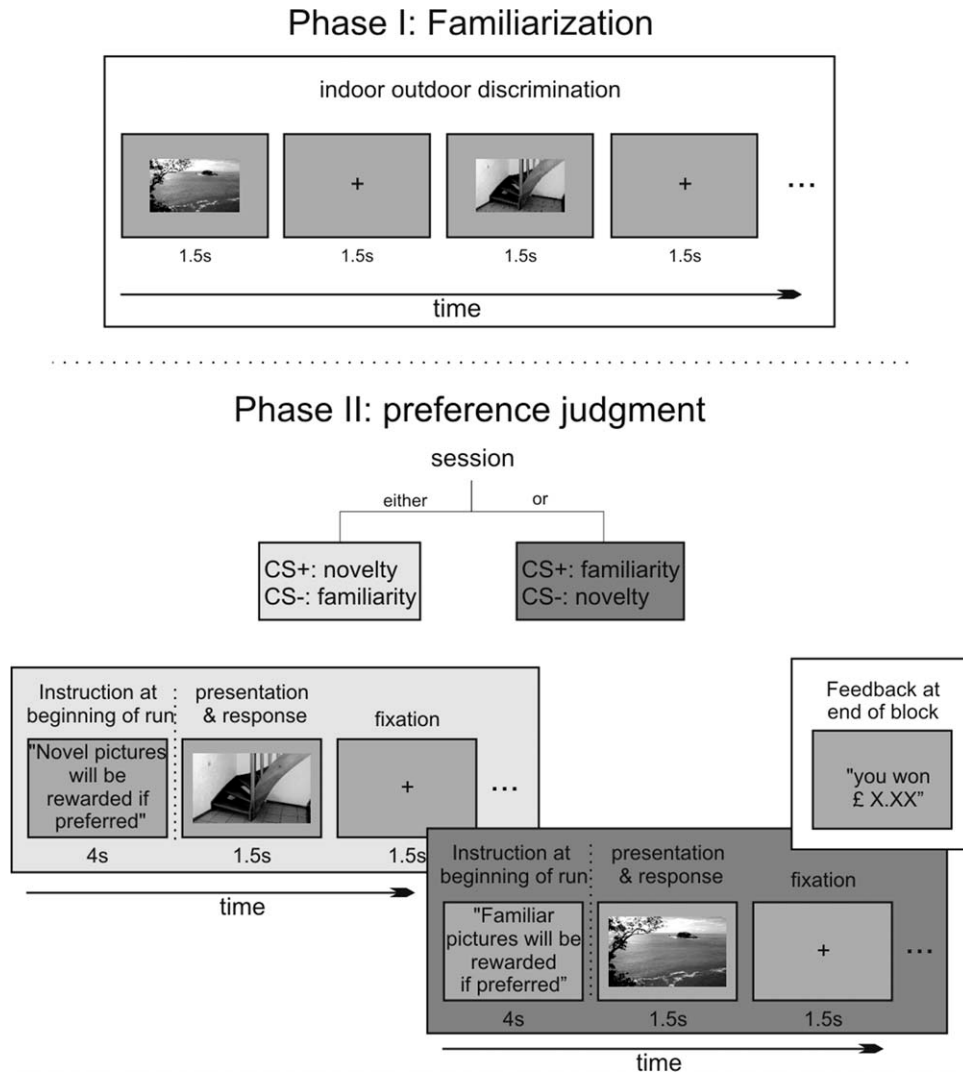 Phase I: Familiarization
indoor outdoor discrimination
+
+
...
1.5s
1.5s
1.5s
1.5s
time
Phase II: preference judgment
session
either
or
CS+: novelty
CS-: familiarity
CS+: familiarity
CS-: novelty
Instruction at
beginning of run
presentation
& response
fixation
"Novel pictures
will be
rewarded if
preferred"
+
...
4s
1.5s
1.5s
time
Feedback at
end of block
"you won
£ X.XX”
Instruction at
beginning of run
presentation
& response
fixation
"Familiar
pictures will be
rewarded
if preferred”
+
...
4s
1.5s
1.5s
time